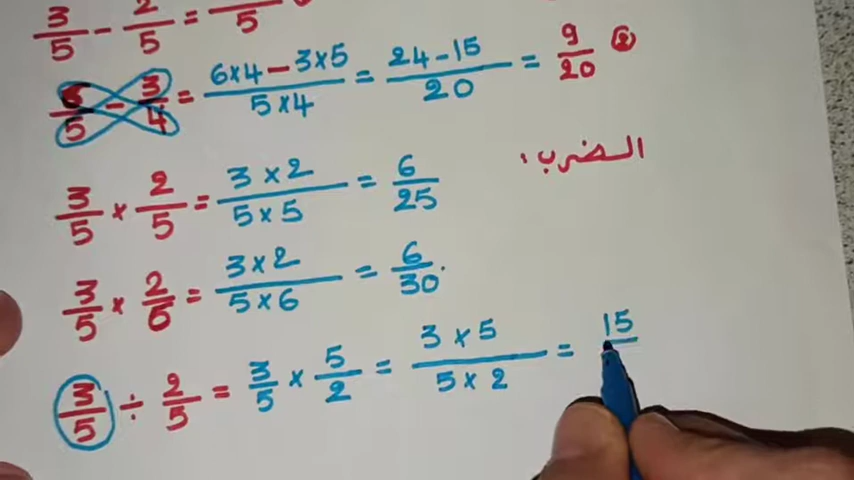 3/5 - 2/5 = /5
6/5 - 3/4 = 6×4 - 3×5 / 5×4 = 24 - 15 / 20 = 9/20 2
الضرب:
3/5 × 2/5 = 3×2 / 5×5 = 6/25
3/5 × 2/6 = 3×2 / 5×6 = 6/30.
3/5 ÷ 2/5 = 3/5 × 5/2 = 3×5 / 5×2 = 15